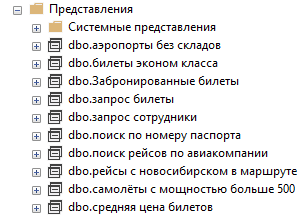 Представления
Системные представления
dbo.аэропорты без складов
dbo.билеты эконом класса
dbo.Забронированные билеты
dbo.запрос билеты
dbo.запрос сотрудники
dbo.поиск по номеру паспорта
dbo.поиск рейсов по авиакомпании
dbo.рейсы с новосибирском в маршруте
dbo.самолёты с мощностью больше 500
dbo.средняя цена билетов